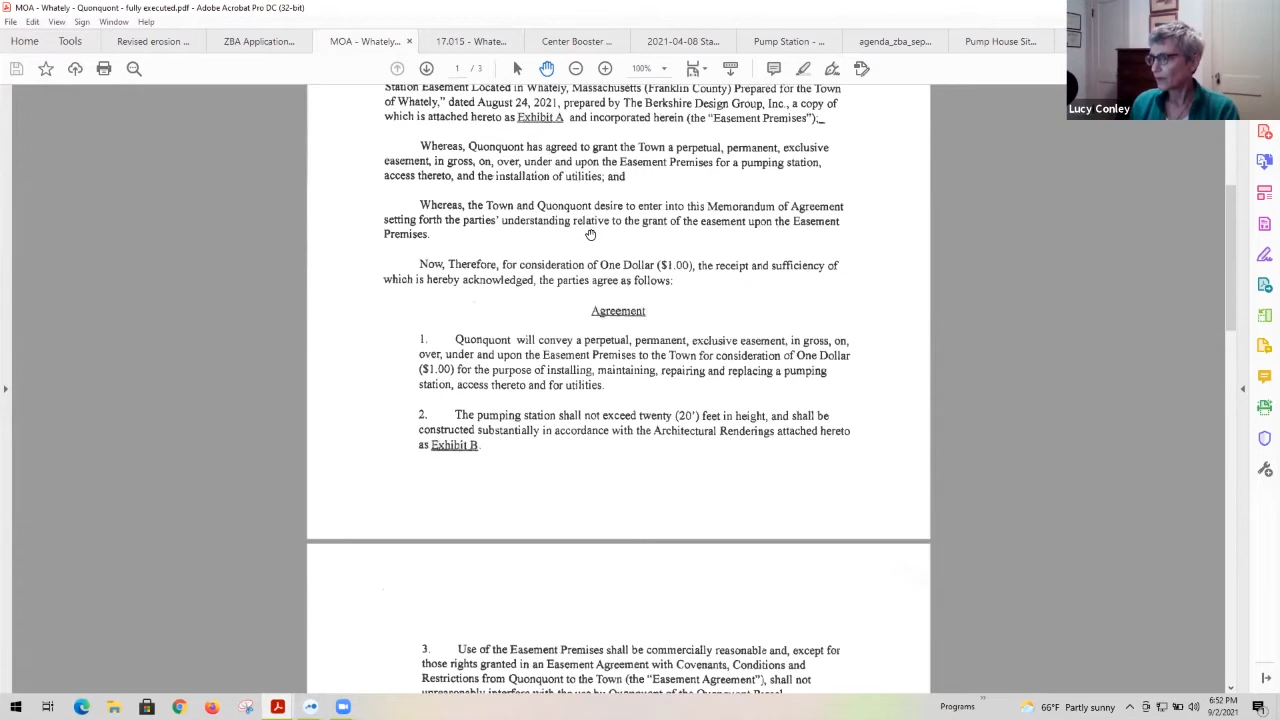 MOA - Whately - Quonquont - fully executed.pdf - Adobe Acrobat Pro DC (32-bit)
File Edit View Sign Window Help
Home Tools Revised erosion ... ZBA Application... MOA - Whately... × 17.015 - Whate... Center Booster ... 2021-04-08 Sta... Pump Station - ... agenda_zba_sep... Pump House Sit...
1 / 3 100%
Lucy Conley
Station Easement Located in Whately, Massachusetts (Franklin County) Prepared for the Town
of Whately,” dated August 24, 2021, prepared by The Berkshire Design Group, Inc., a copy of
which is attached hereto as Exhibit A and incorporated herein (the “Easement Premises”);
Whereas, Quonquont has agreed to grant the Town a perpetual, permanent, exclusive
easement, in gross, on, over, under and upon the Easement Premises for a pumping station,
access thereto, and the installation of utilities; and
Whereas, the Town and Quonquont desire to enter into this Memorandum of Agreement
setting forth the parties’ understanding relative to the grant of the easement upon the Easement
Premises.
Now, Therefore, for consideration of One Dollar ($1.00), the receipt and sufficiency of
which is hereby acknowledged, the parties agree as follows:
Agreement
1. Quonquont will convey a perpetual, permanent, exclusive easement, in gross, on,
over, under and upon the Easement Premises to the Town for consideration of One Dollar
($1.00) for the purpose of installing, maintaining, repairing and replacing a pumping
station, access thereto and for utilities.
2. The pumping station shall not exceed twenty (20’) feet in height, and shall be
constructed substantially in accordance with the Architectural Renderings attached hereto
as Exhibit B.
3. Use of the Easement Premises shall be commercially reasonable and, except for
those rights granted in an Easement Agreement with Covenants, Conditions and
Restrictions from Quonquont to the Town (the “Easement Agreement”), shall not
unreasonably interfere with the use by Quonquont of the Quonquont Parcel
Programs 66°F Partly sunny 6:52 PM
9/2/2021